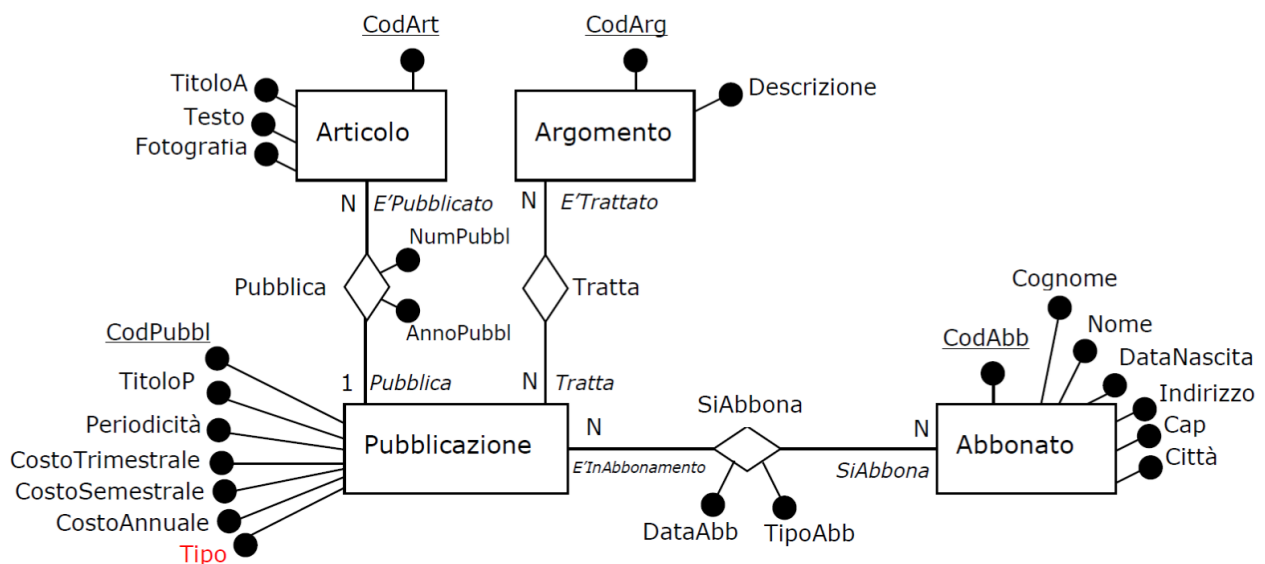 CodArt
CodArg
TitoloA
Testo
Fotografia
Articolo
Argomento
Descrizione
N
E'Pubblicato
N
E'Trattato
NumPubbl
Pubblica
Tratta
AnnoPubbl
Cognome
Nome
CodAbb
DataNascita
Indirizzo
Cap
Città
CodPubbl
TitoloP
Periodicità
CostoTrimestrale
CostoSemestrale
CostoAnnuale
Tipo
1
Pubblica
N
Tratta
SiAbbona
Pubblicazione
N
N
Abbonato
E'InAbbonamento
SiAbbona
DataAbb
TipoAbb